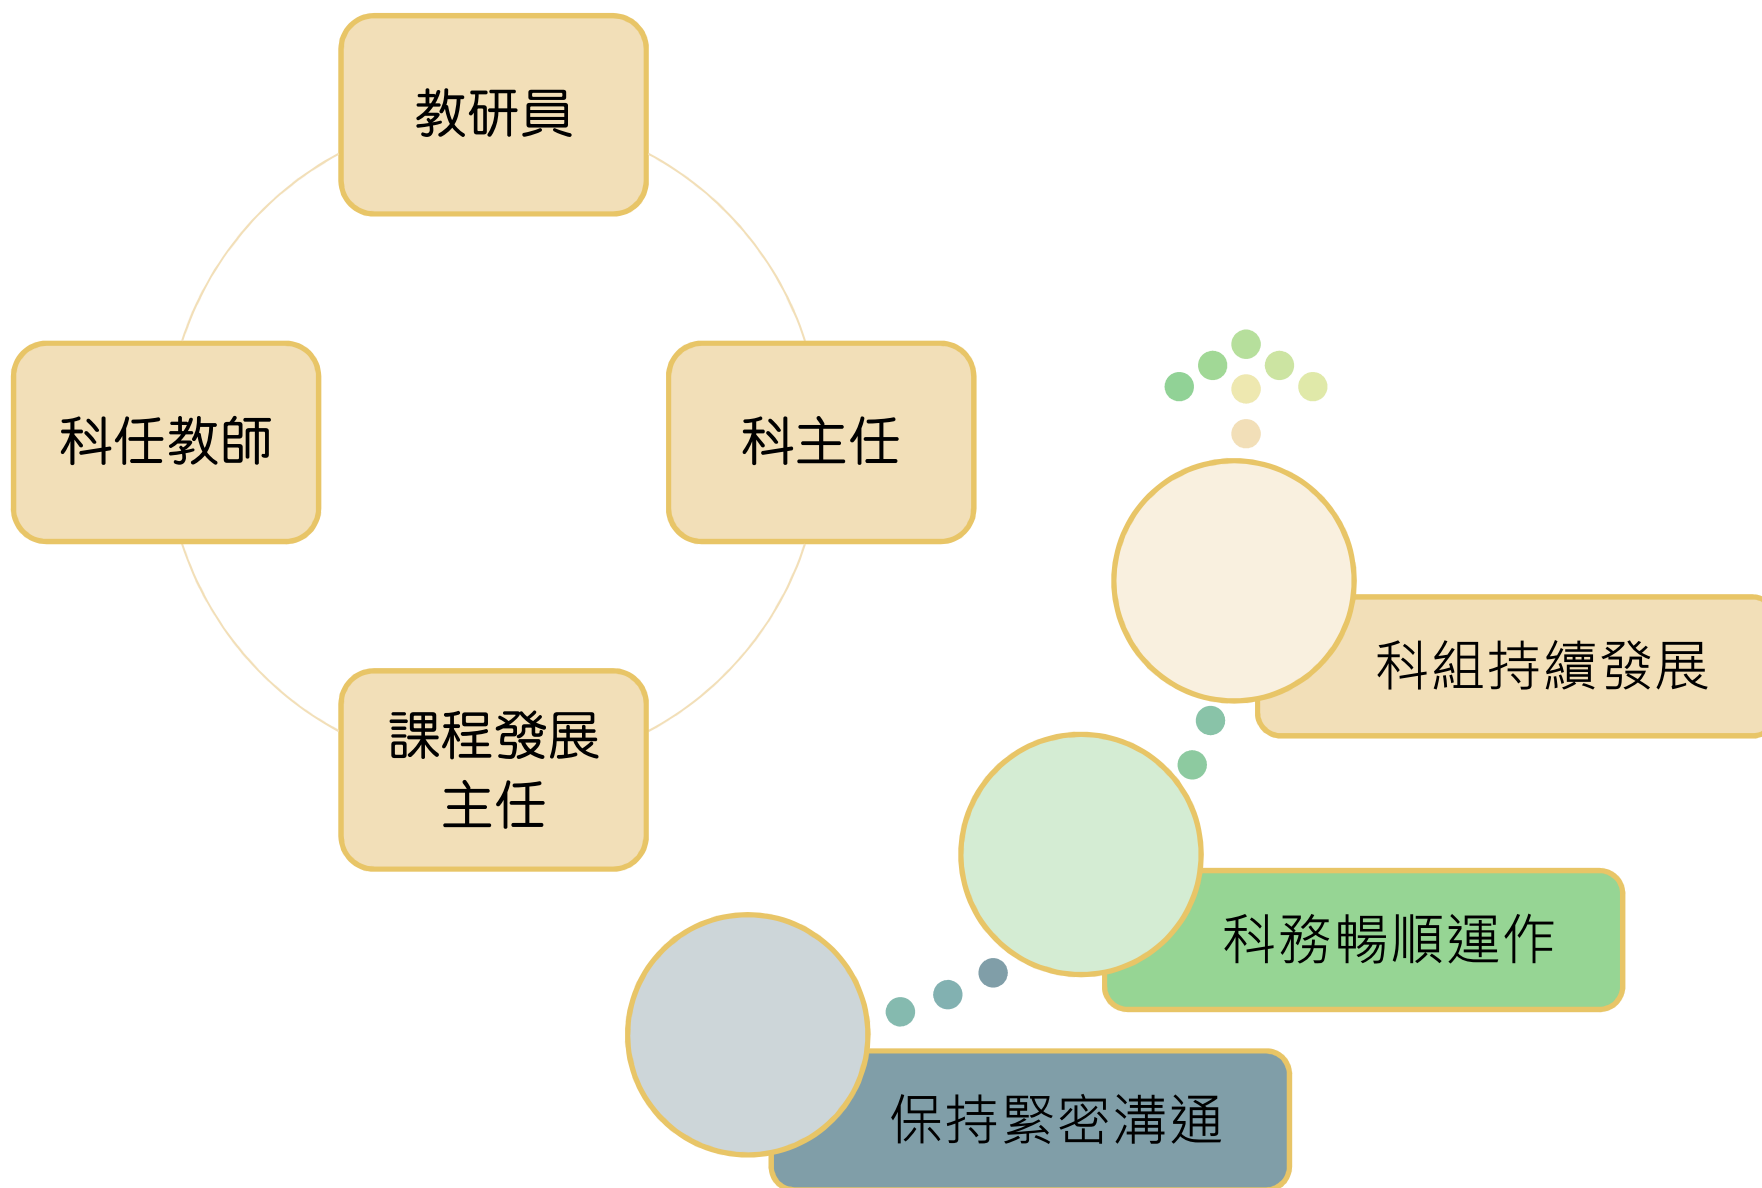 教研員
科任教師
科主任
課程發展
主任
科組持續發展
科務暢順運作
保持緊密溝通